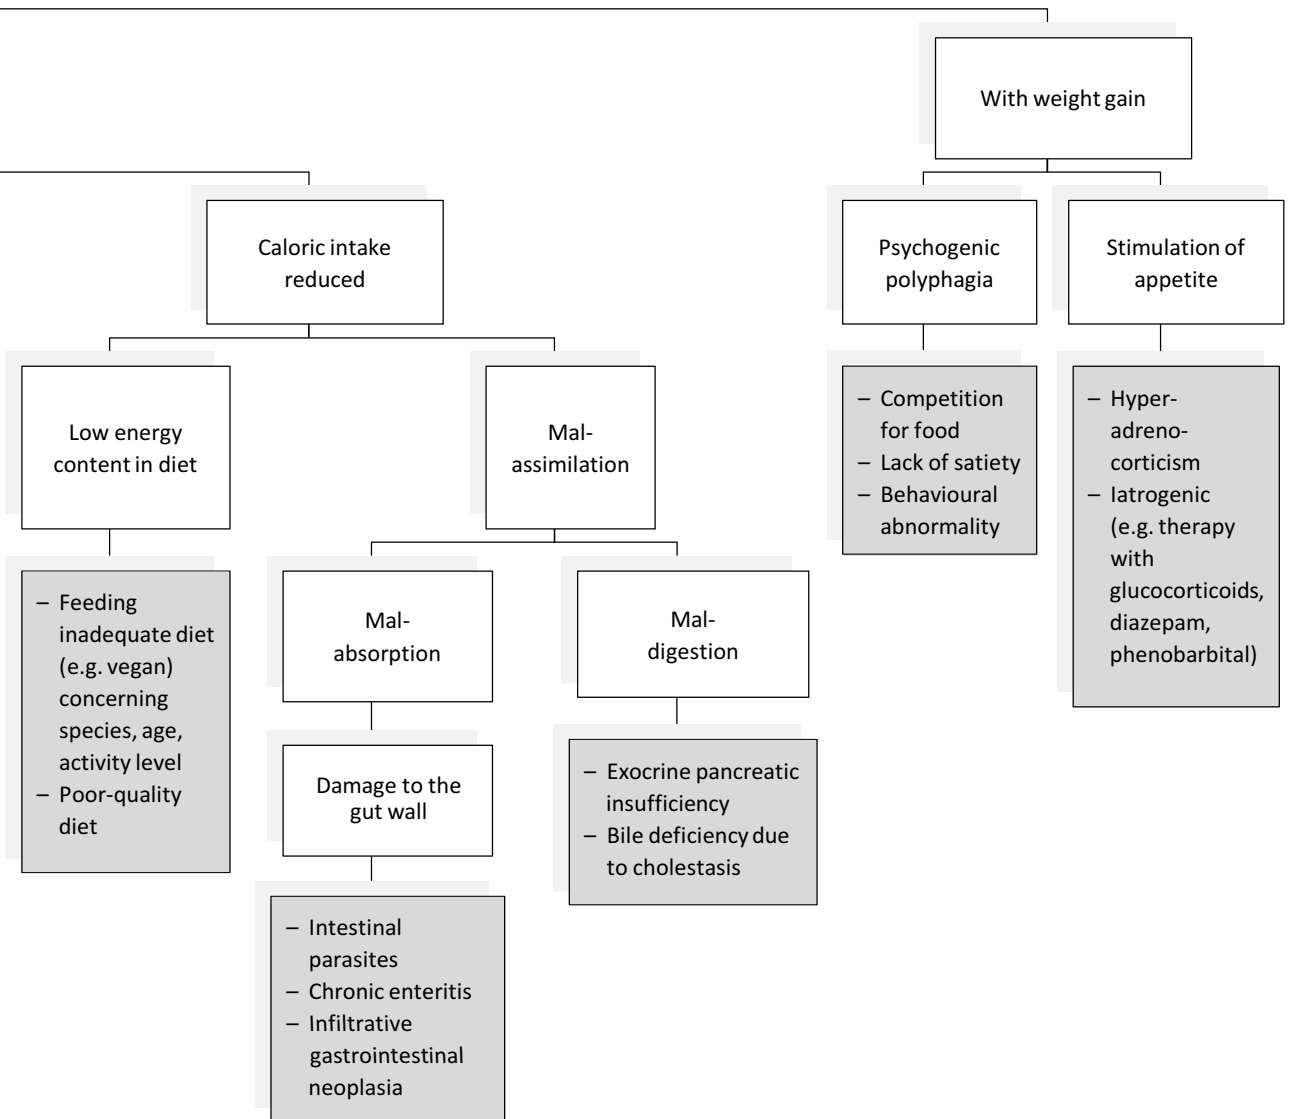 With weight gain
Caloric intake
reduced
Psychogenic
polyphagia
Stimulation of
appetite
Low energy
content in diet
Mal-
assimilation
– Competition
for food
– Lack of satiety
– Behavioural
abnormality
– Hyper-
adreno-
corticism
– Iatrogenic
(e.g. therapy
with
glucocorticoids,
diazepam,
phenobarbital)
– Feeding
inadequate diet
(e.g. vegan)
concerning
species, age,
activity level
– Poor-quality
diet
Mal-
absorption
Mal-
digestion
Damage to the
gut wall
– Exocrine pancreatic
insufficiency
– Bile deficiency due
to cholestasis
– Intestinal
parasites
– Chronic enteritis
– Infiltrative
gastrointestinal
neoplasia